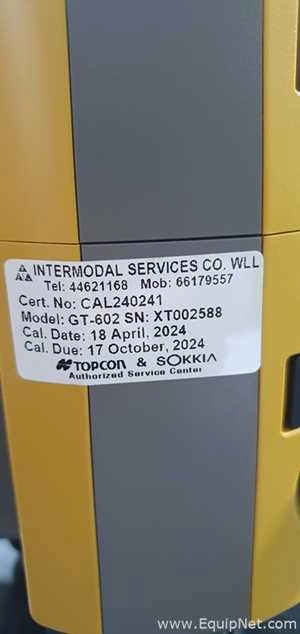 INTERMODAL SERVICES CO. WLL
Tel: 44621168 Mob: 66179557
Cert. No: CAL240241
Model: GT-602 SN: XT002588
Cal. Date: 18 April, 2024
Cal. Due: 17 October, 2024
TOPCON & SOKKIA
Authorized Service Center
www.EquipNet.com